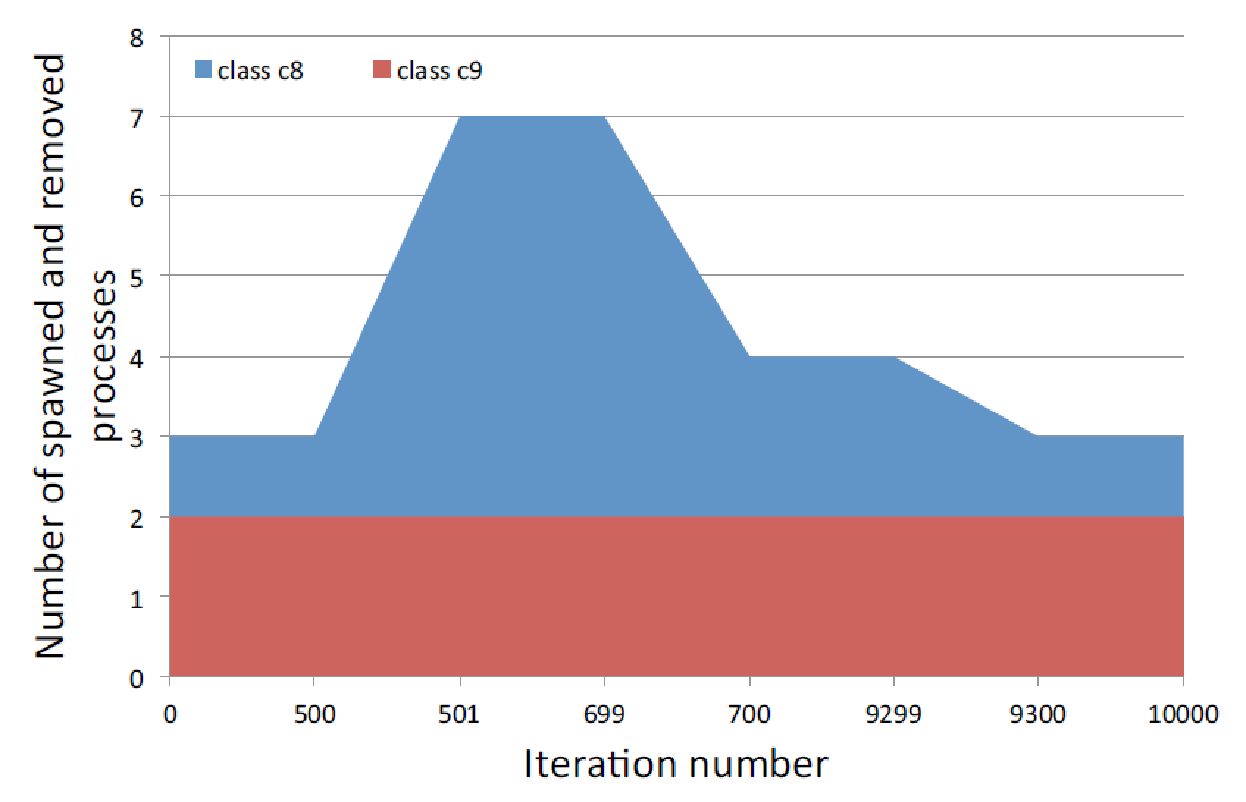 Number of spawned and removed
processes
8
7
6
5
4
3
2
1
0
class c8 class c9
0 500 501 699 700 9299 9300 10000
Iteration number